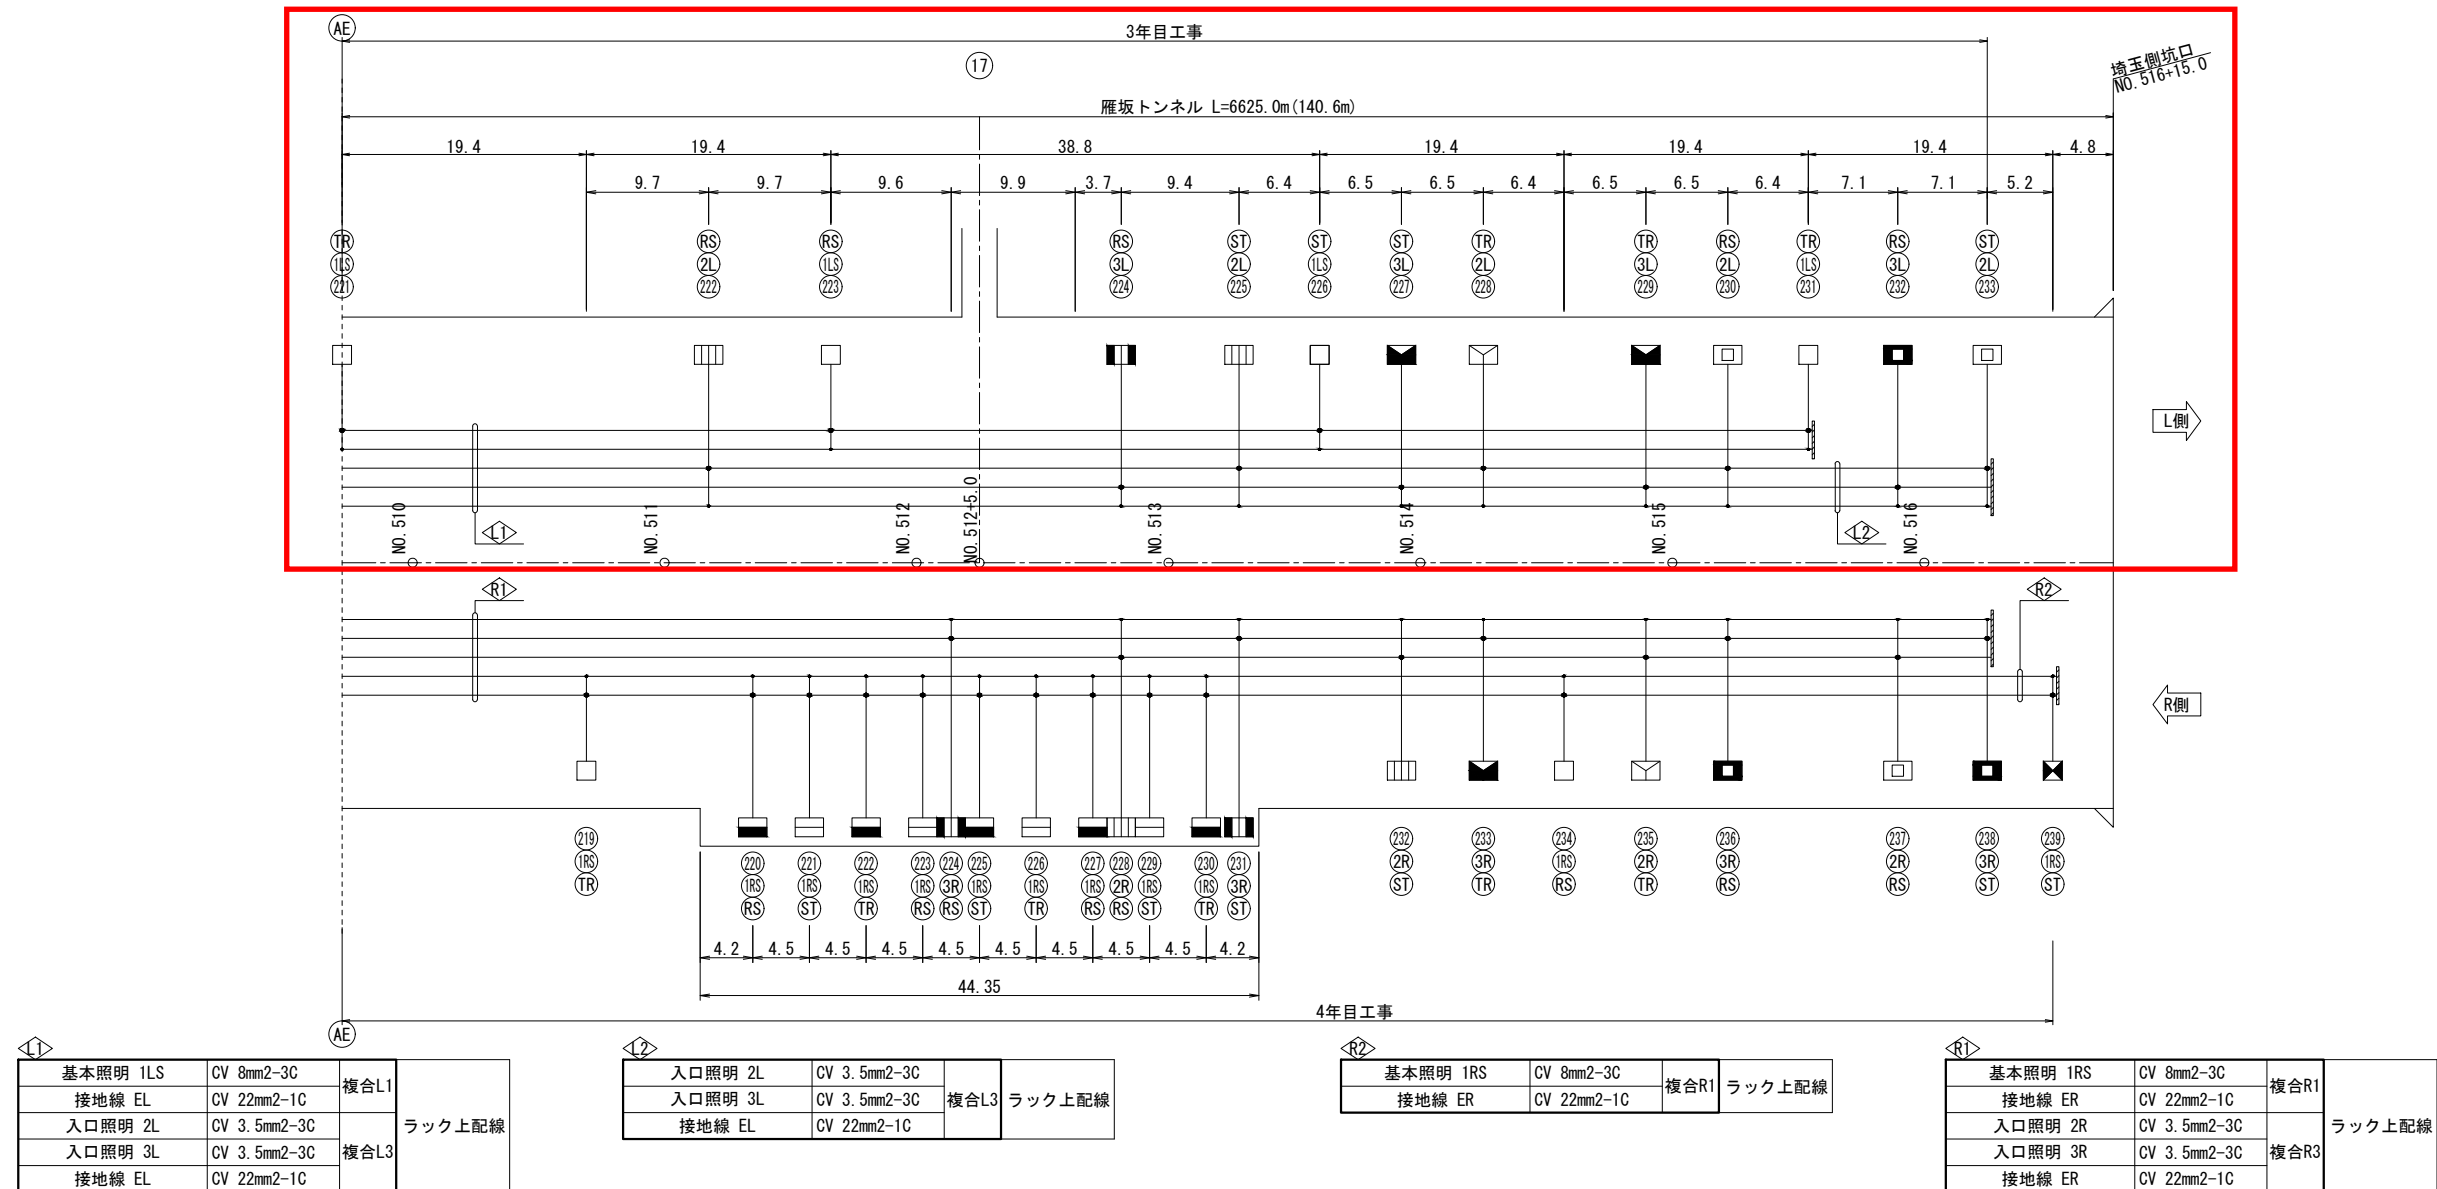 AE
3年目工事
17
埼玉側坑口
NO.516+15.0
雁坂トンネル L=6625.0m(140.6m)
19.4 19.4 38.8 19.4 19.4 19.4 4.8
9.7 9.7 9.6 9.9 3.7 9.4 6.4 6.5 6.5 6.4 6.5 6.5 6.4 7.1 7.1 5.2
TR RS RS RS ST ST ST TR TR RS TR RS ST
1LS 2L 1LS 3L 2L 1LS 3L 2L 3L 2L 1LS 3L 2L
221 222 223 224 225 226 227 228 229 230 231 232 233
L側
L1
L2
NO.510 NO.511 NO.512 NO.512+5.0 NO.513 NO.514 NO.515 NO.516
R1
R2
R側
219 232 233 234 235 236 237 238 239
1RS 2R 3R 1RS 2R 3R 2R 3R 1RS
TR ST TR RS TR RS RS ST ST
220 221 222 223 224 225 226 227 228 229 230 231
1RS 1RS 1RS 1RS 3R 1RS 1RS 1RS 2R 1RS 1RS 3R
RS ST TR RS RS ST TR RS RS ST TR ST
4.2 4.5 4.5 4.5 4.5 4.5 4.5 4.5 4.5 4.2
44.35
4年目工事
AE
L1
基本照明 1LS CV 8mm2-3C 複合L1
接地線 EL CV 22mm2-1C
入口照明 2L CV 3.5mm2-3C ラック上配線
入口照明 3L CV 3.5mm2-3C 複合L3
接地線 EL CV 22mm2-1C
L2
入口照明 2L CV 3.5mm2-3C
入口照明 3L CV 3.5mm2-3C 複合L3 ラック上配線
接地線 EL CV 22mm2-1C
R2
基本照明 1RS CV 8mm2-3C 複合R1 ラック上配線
接地線 ER CV 22mm2-1C
R1
基本照明 1RS CV 8mm2-3C 複合R1
接地線 ER CV 22mm2-1C
入口照明 2R CV 3.5mm2-3C ラック上配線
入口照明 3R CV 3.5mm2-3C 複合R3
接地線 ER CV 22mm2-1C